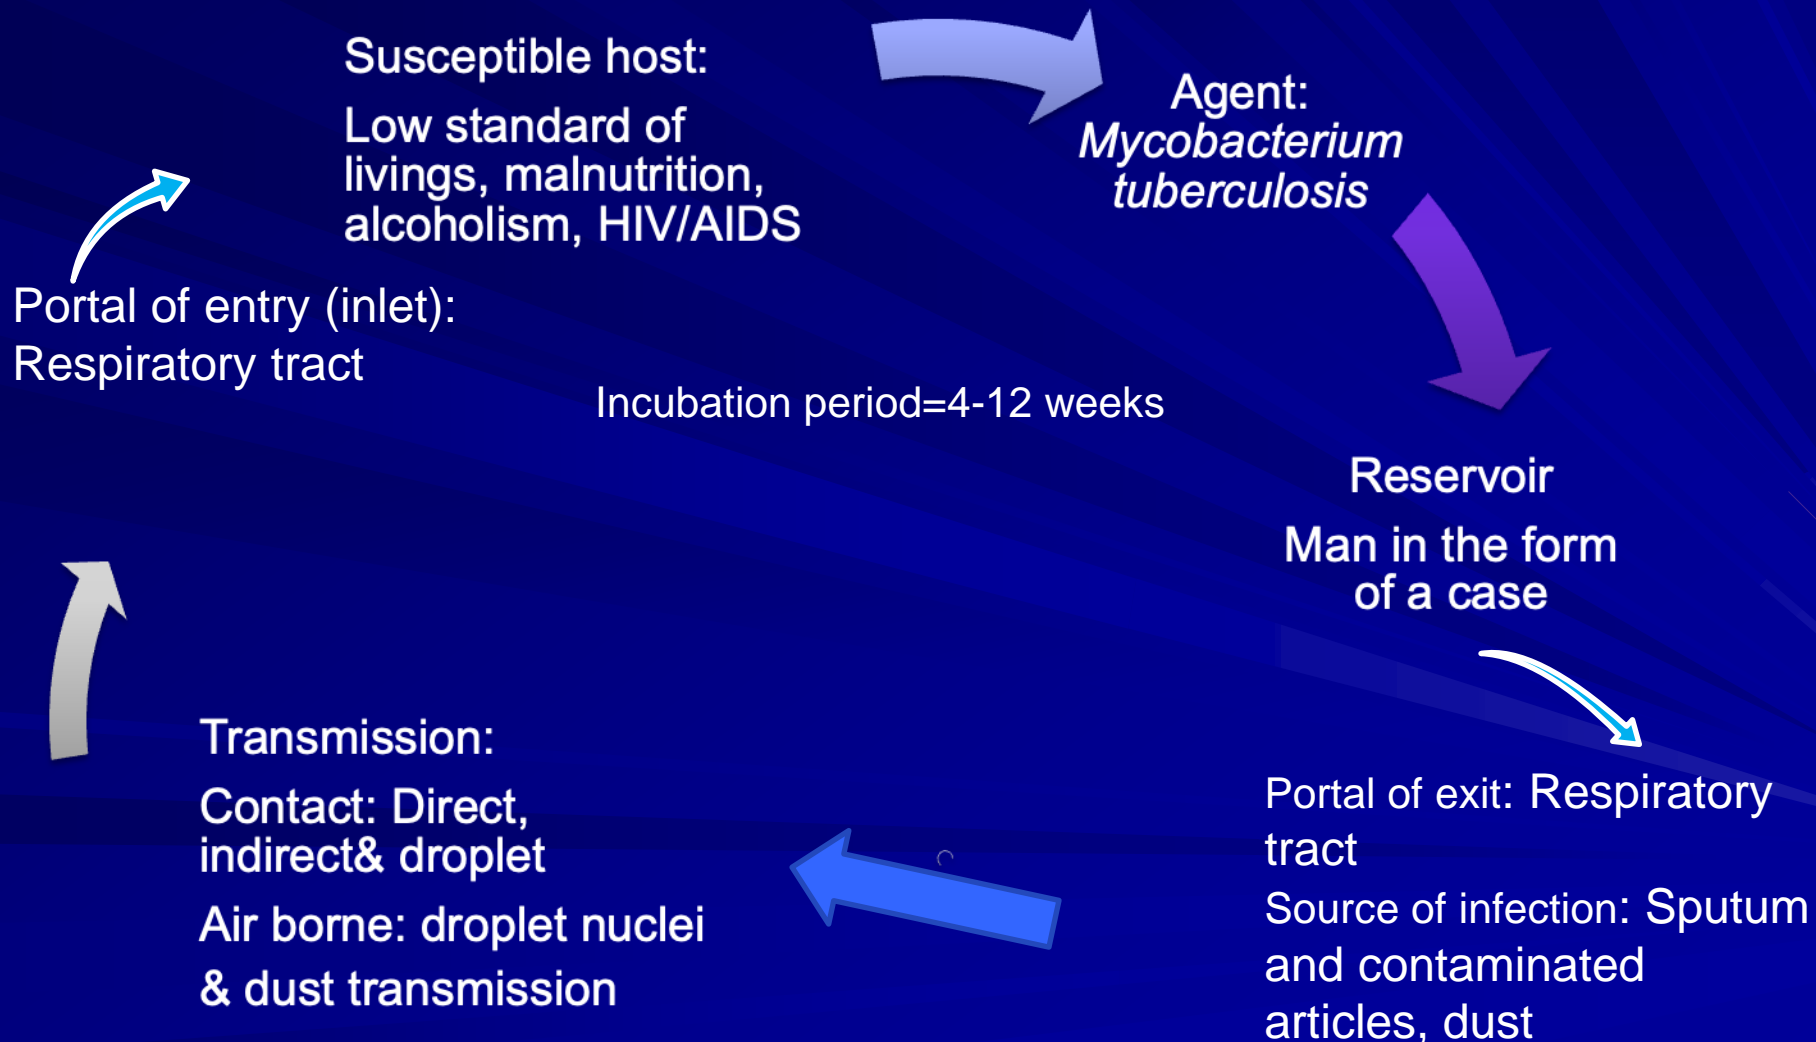 Susceptible host:
Low standard of
livings, malnutrition,
alcoholism, HIV/AIDS
Agent:
Mycobacterium
tuberculosis
Portal of entry (inlet):
Respiratory tract
Incubation period=4-12 weeks
Reservoir
Man in the form
of a case
Transmission:
Contact: Direct,
indirect& droplet
Air borne: droplet nuclei
& dust transmission
Portal of exit: Respiratory
tract
Source of infection: Sputum
and contaminated
articles, dust